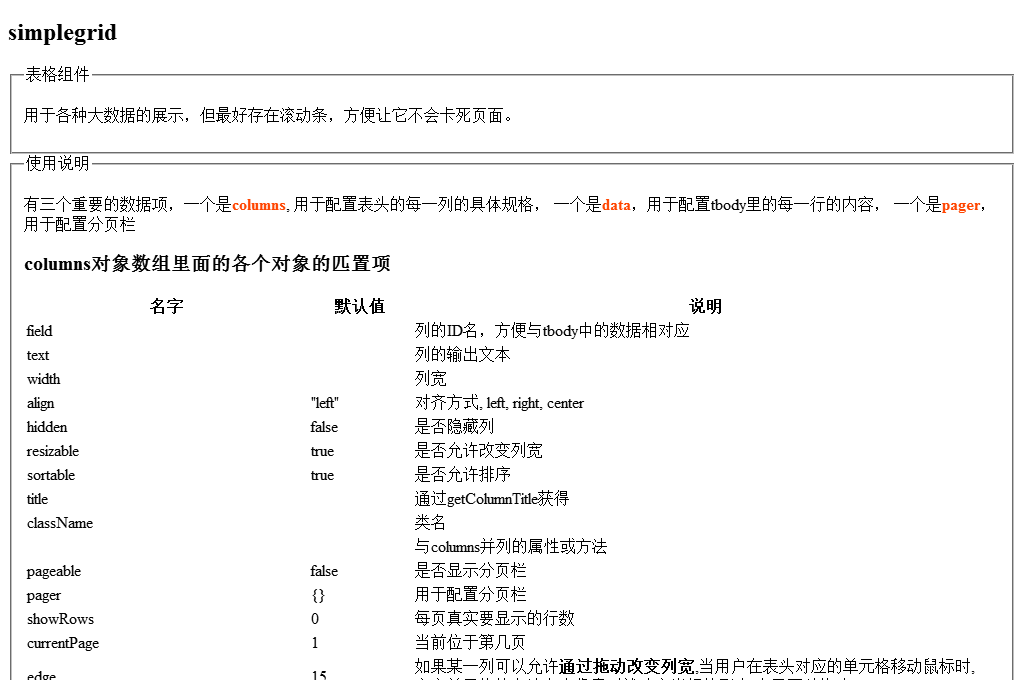 simplegrid
表格组件
用于各种大数据的展示，但最好存在滚动条，方便让它不会卡死页面。
使用说明
有三个重要的数据项，一个是columns, 用于配置表头的每一列的具体规格， 一个是data，用于配置tbody里的每一行的内容， 一个是pager，
用于配置分页栏
columns对象数组里面的各个对象的匹置项
名字 默认值 说明
field 列的ID名，方便与tbody中的数据相对应
text 列的输出文本
width 列宽
align "left" 对齐方式, left, right, center
hidden false 是否隐藏列
resizable true 是否允许改变列宽
sortable true 是否允许排序
title 通过getColumnTitle获得
className 类名
与columns并列的属性或方法
pageable false 是否显示分页栏
pager {} 用于配置分页栏
showRows 0 每页真实要显示的行数
currentPage 1 当前位于第几页
edge 15 如果某一列可以允许通过拖动改变列宽,当用户在表头对应的单元格移动鼠标时,